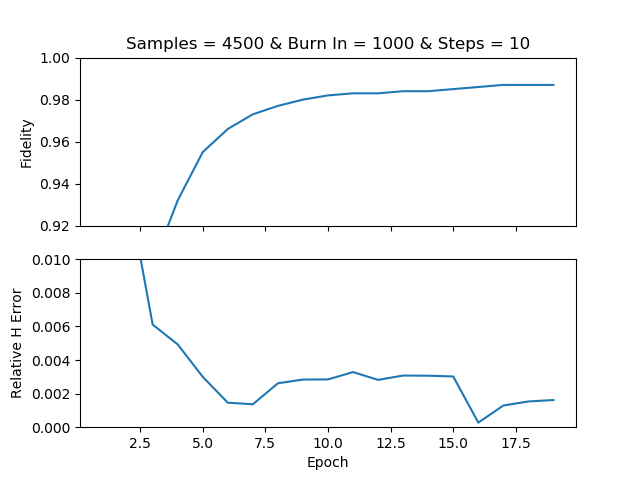 Samples = 4500 & Burn In = 1000 & Steps = 10
1.00
0.98
0.96
0.94
0.92
Fidelity
0.010
0.008
0.006
0.004
0.002
0.000
Relative H Error
2.5 5.0 7.5 10.0 12.5 15.0 17.5
Epoch